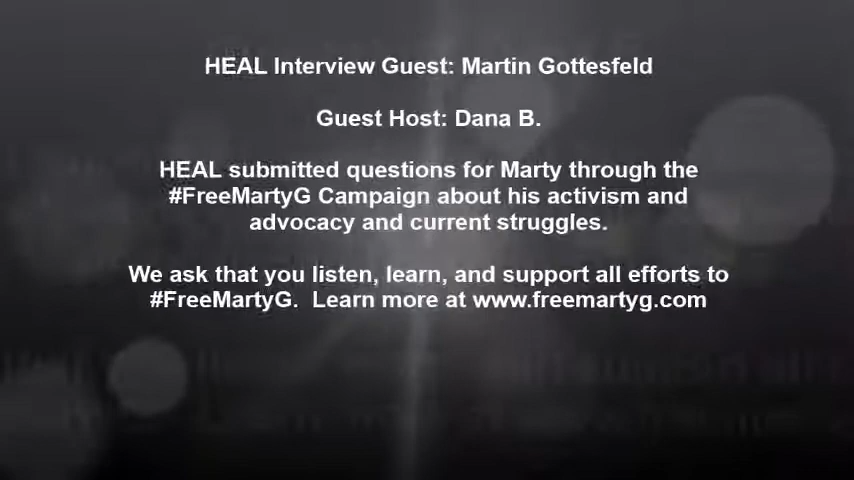 HEAL Interview Guest: Martin Gottesfeld
Guest Host: Dana B.
HEAL submitted questions for Marty through the
#FreeMartyG Campaign about his activism and
advocacy and current struggles.
We ask that you listen, learn, and support all efforts to
#FreeMartyG.  Learn more at www.freemartyg.com